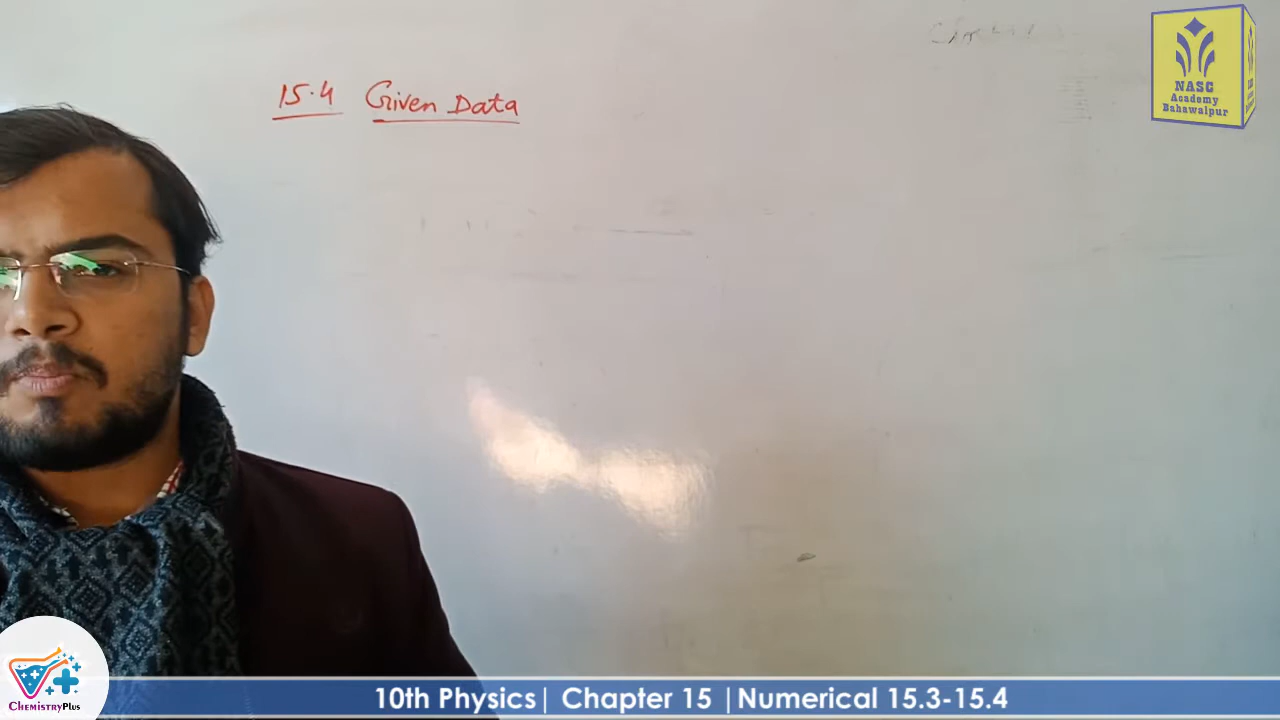 15.4 Given Data
NASC
Academy
Bahawalpur
CHEMISTRYPLUS
10th Physics| Chapter 15 |Numerical 15.3-15.4